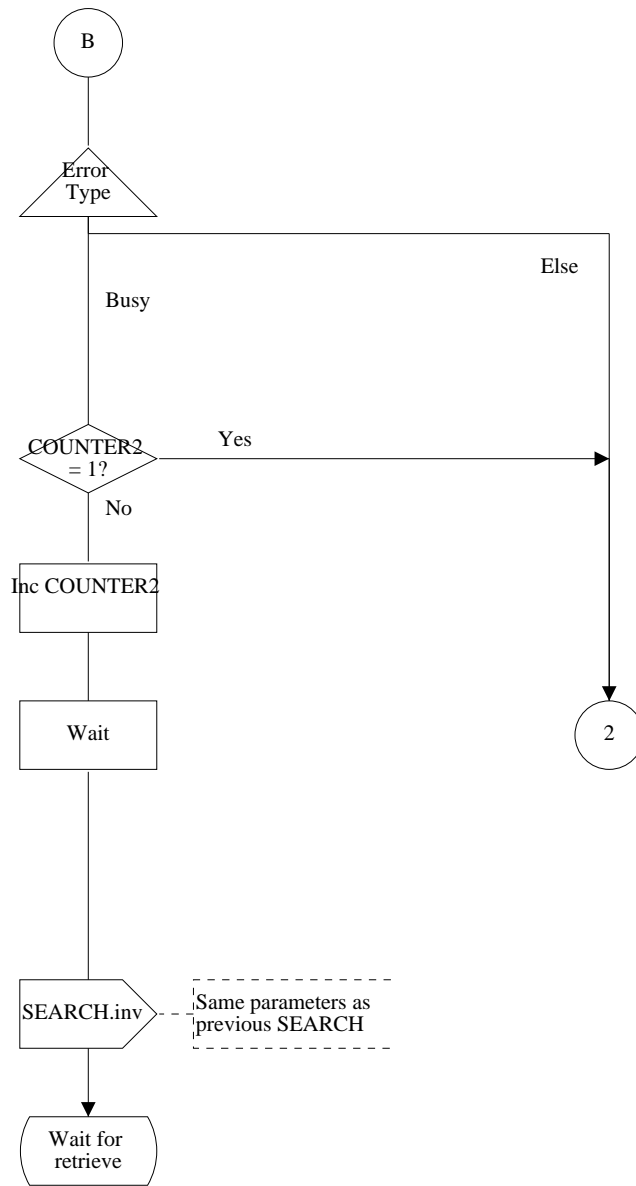 B
Error
Type
Else
Busy
COUNTER2
= 1?
Yes
No
Inc COUNTER2
Wait
2
SEARCH.inv
Same parameters as
previous SEARCH
Wait for
retrieve